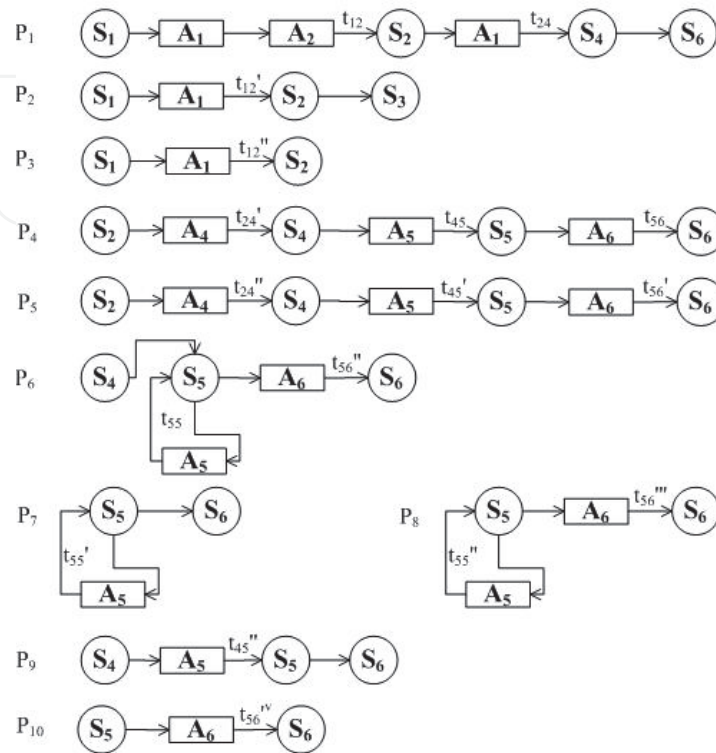 P₁ S₁ A₁ A₂ t₁₂ S₂ A₁ t₂₄ S₄ S₆
P₂ S₁ A₁ t₁₂' S₂ S₃
P₃ S₁ A₁ t₁₂" S₂
P₄ S₂ A₄ t₂₄' S₄ A₅ t₄₅ S₅ A₆ t₅₆ S₆
P₅ S₂ A₄ t₂₄" S₄ A₅ t₄₅' S₅ A₆ t₅₆' S₆
P₆ S₄ S₅ A₆ t₅₆" S₆
t₅₅
A₅
P₇ S₅ S₆
t₅₅'
A₅
P₈ S₅ A₆ t₅₆''' S₆
t₅₅"
A₅
P₉ S₄ A₅ t₄₅" S₅ S₆
P₁₀ S₅ A₆ t₅₆'ᵛ S₆